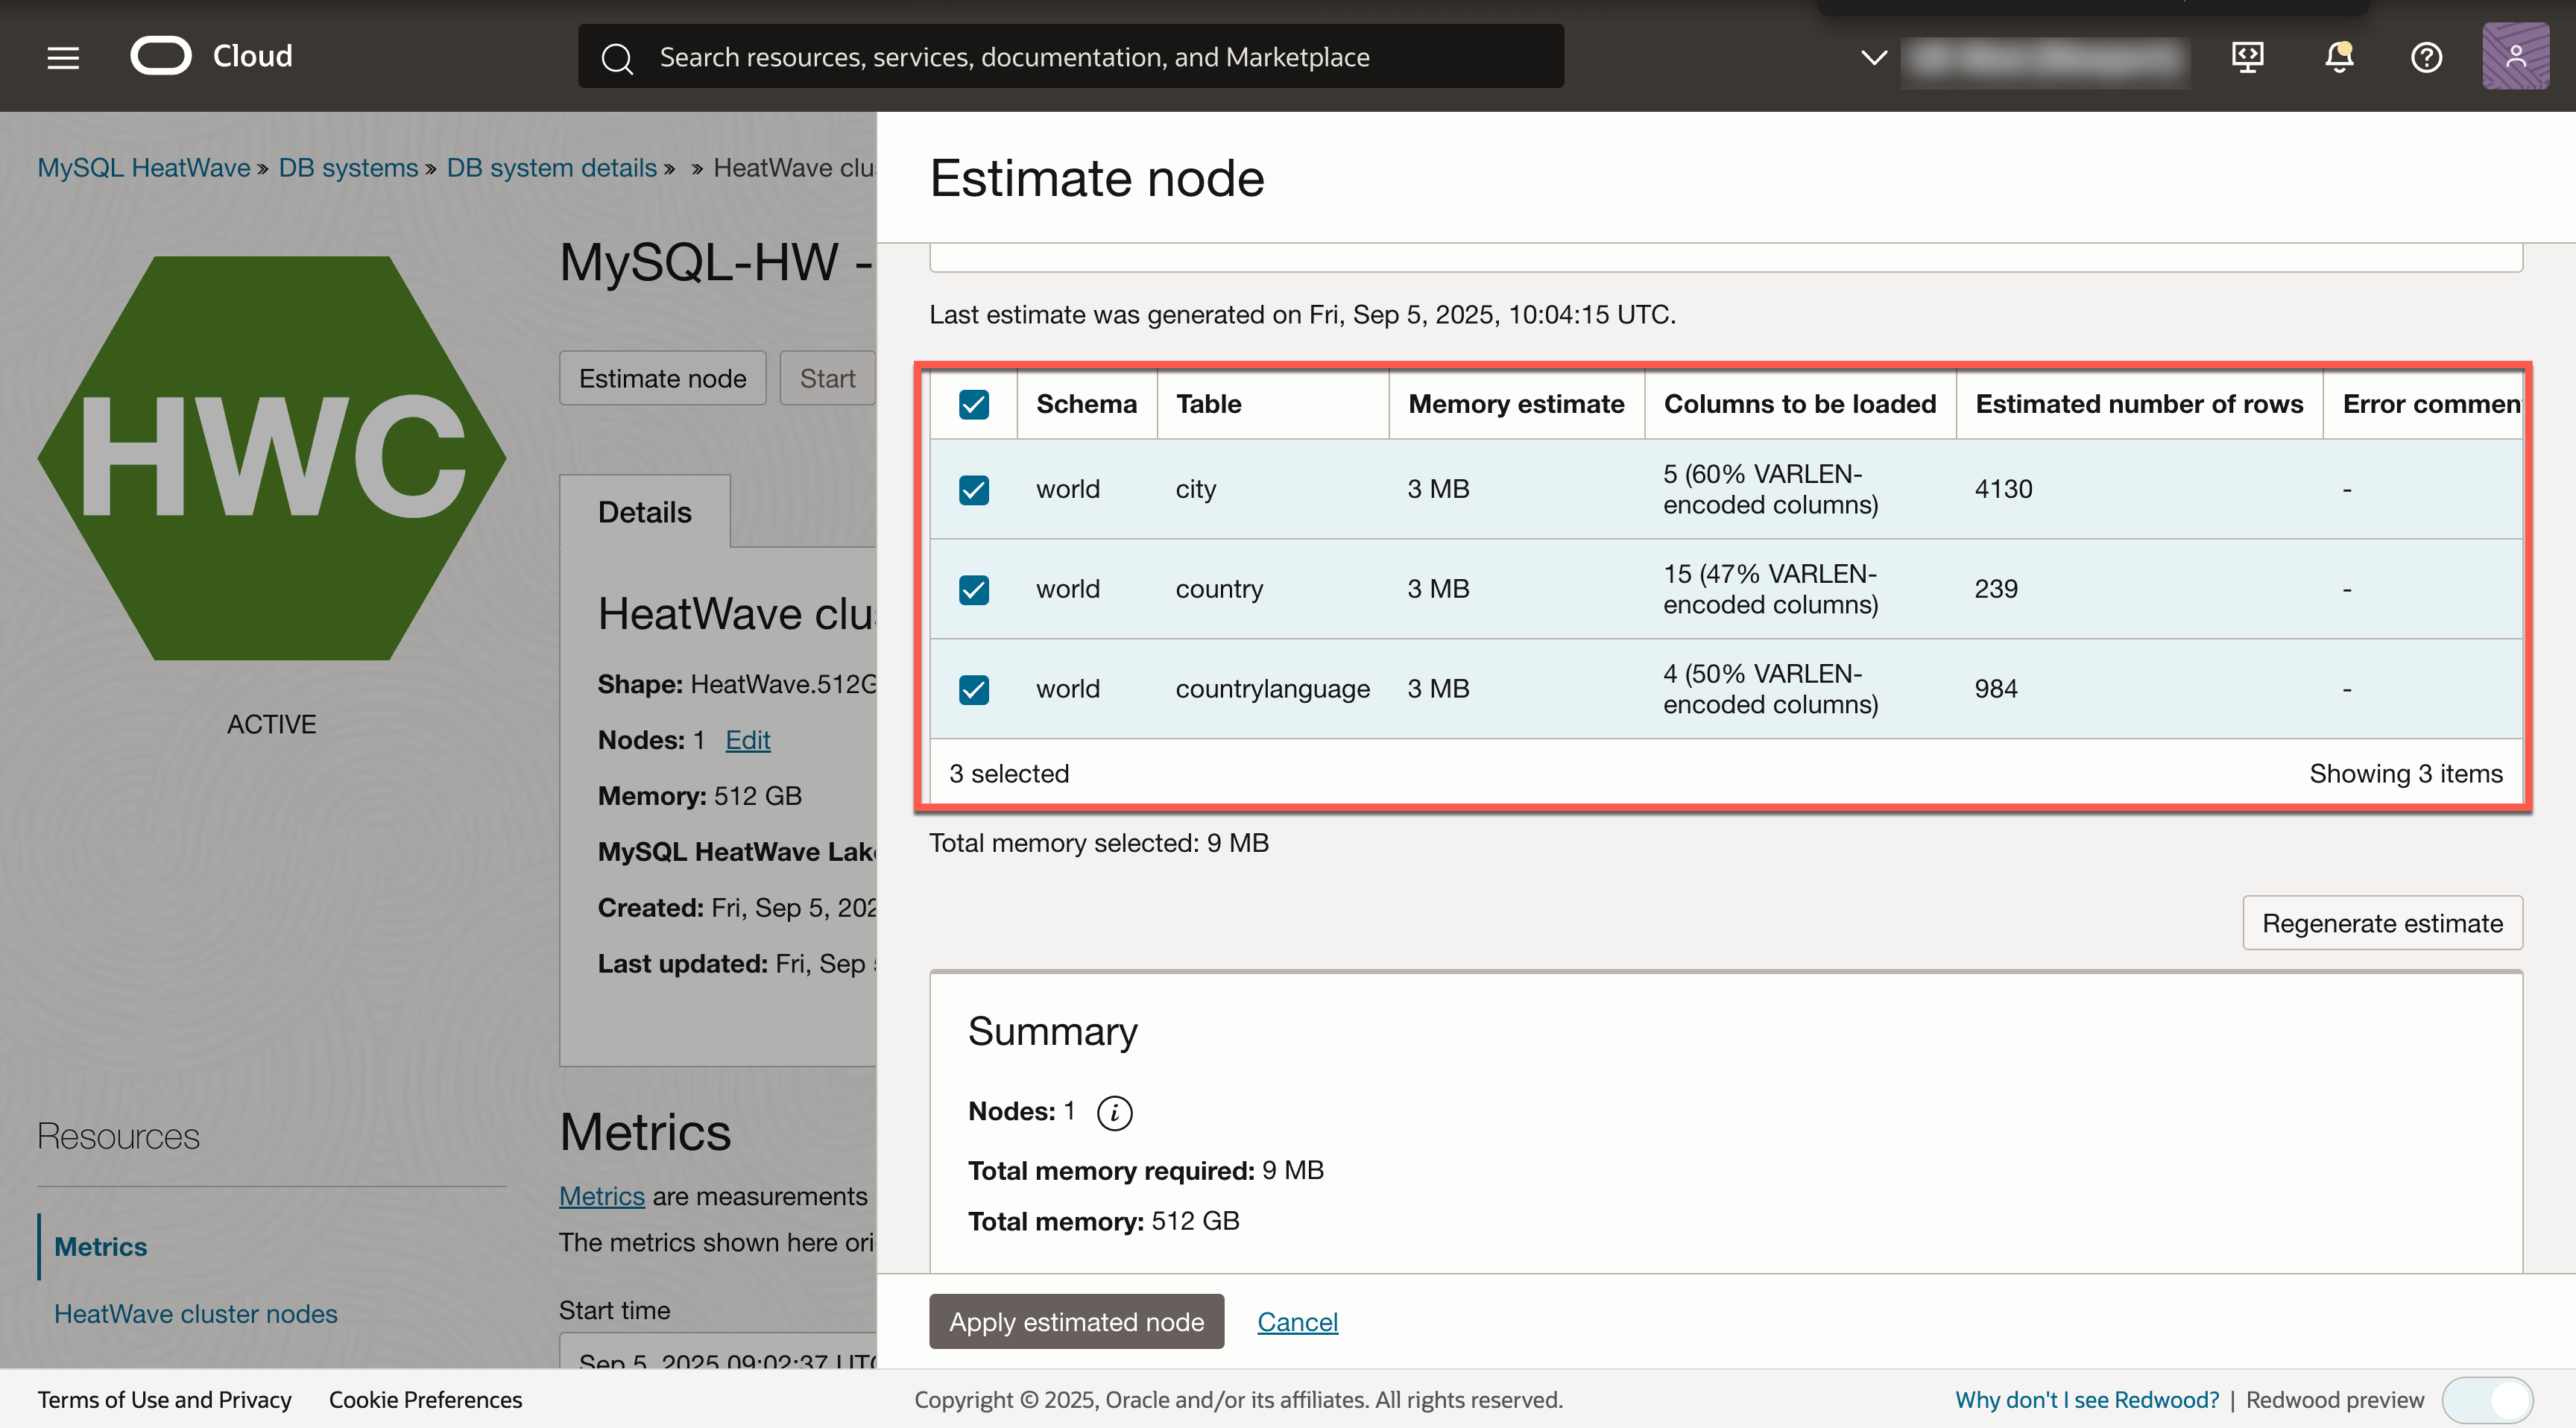 Cloud
Search resources, services, documentation, and Marketplace
MySQL HeatWave » DB systems » DB system details » » HeatWave clu
HWC
ACTIVE
Resources
Metrics
HeatWave cluster nodes
MySQL-HW -
Estimate node
Start
Details
HeatWave clu
Shape: HeatWave.512G
Nodes: 1 Edit
Memory: 512 GB
MySQL HeatWave Lak
Created: Fri, Sep 5, 202
Last updated: Fri, Sep
Metrics
Metrics are measurements
The metrics shown here ori
Start time
Sep 5, 2025 09:02:37 UTC
Estimate node
Last estimate was generated on Fri, Sep 5, 2025, 10:04:15 UTC.
Schema Table Memory estimate Columns to be loaded Estimated number of rows Error commen
world city 3 MB 5 (60% VARLEN-
encoded columns) 4130 -
world country 3 MB 15 (47% VARLEN-
encoded columns) 239 -
world countrylanguage 3 MB 4 (50% VARLEN-
encoded columns) 984 -
3 selected Showing 3 items
Total memory selected: 9 MB
Regenerate estimate
Summary
Nodes: 1
Total memory required: 9 MB
Total memory: 512 GB
Apply estimated node Cancel
Terms of Use and Privacy Cookie Preferences Copyright © 2025, Oracle and/or its affiliates. All rights reserved. Why don't I see Redwood? | Redwood preview